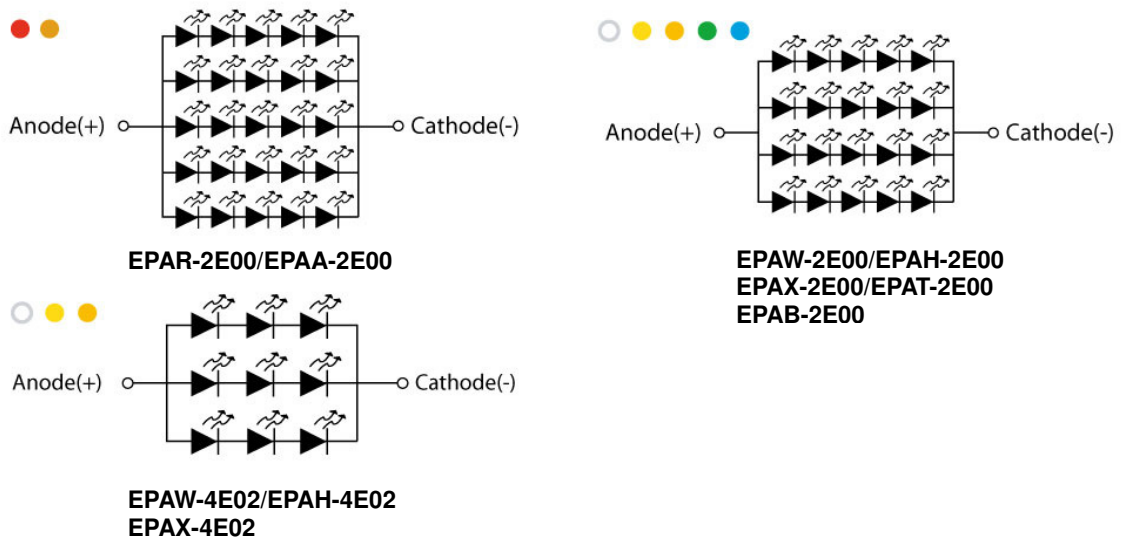 Anode(+)
Cathode(-)
EPAR-2E00/EPAA-2E00
Anode(+)
Cathode(-)
EPAW-2E00/EPAH-2E00
EPAX-2E00/EPAT-2E00
EPAB-2E00
Anode(+)
Cathode(-)
EPAW-4E02/EPAH-4E02
EPAX-4E02